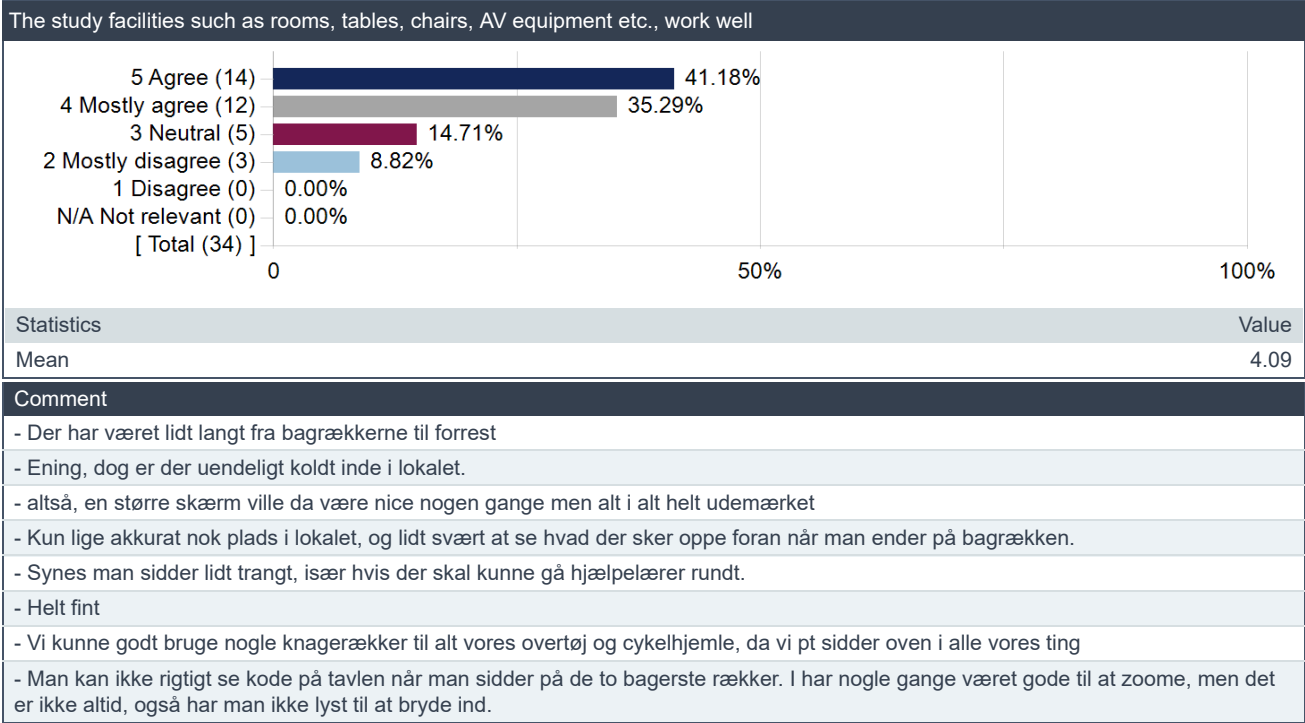 The study facilities such as rooms, tables, chairs, AV equipment etc., work well
5 Agree (14) 41.18%
4 Mostly agree (12) 35.29%
3 Neutral (5) 14.71%
2 Mostly disagree (3) 8.82%
1 Disagree (0) 0.00%
N/A Not relevant (0) 0.00%
[ Total (34) ]
0 50% 100%
Statistics Value
Mean 4.09
Comment
- Der har været lidt langt fra bagrækkerne til forrest
- Ening, dog er der uendeligt koldt inde i lokalet.
- altså, en større skærm ville da være nice nogen gange men alt i alt helt udemærket
- Kun lige akkurat nok plads i lokalet, og lidt svært at se hvad der sker oppe foran når man ender på bagrækken.
- Synes man sidder lidt trangt, især hvis der skal kunne gå hjælpelærer rundt.
- Helt fint
- Vi kunne godt bruge nogle knagerækker til alt vores overtøj og cykelhjemle, da vi pt sidder oven i alle vores ting
- Man kan ikke rigtigt se kode på tavlen når man sidder på de to bagerste rækker. I har nogle gange været gode til at zoome, men det
er ikke altid, også har man ikke lyst til at bryde ind.